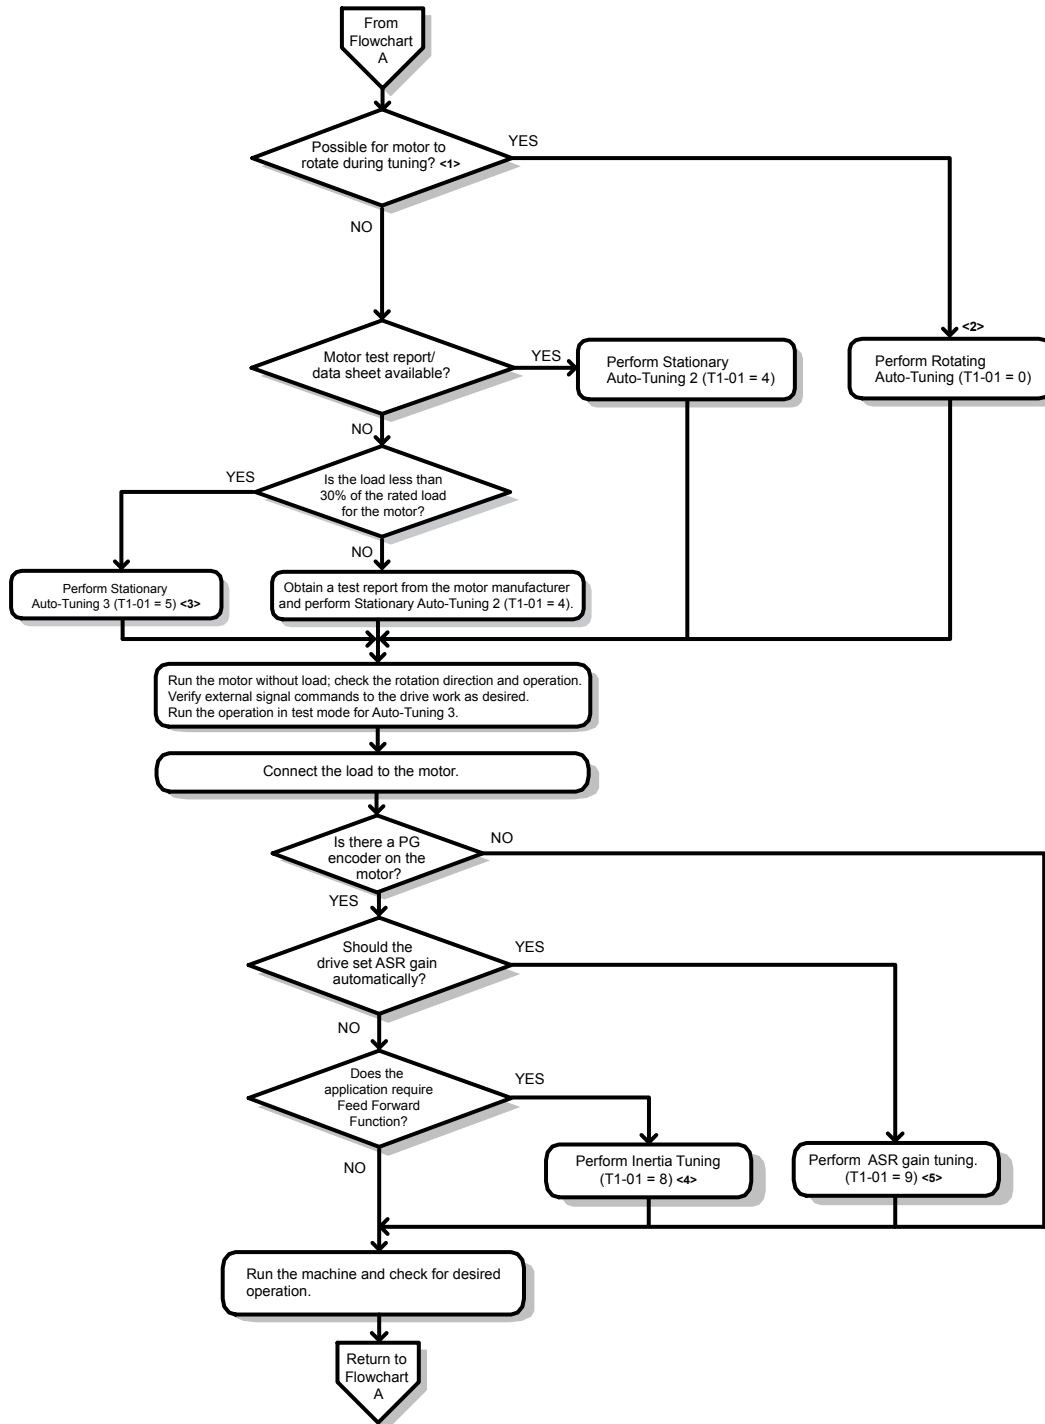 From
Flowchart
A
Possible for motor to
rotate during tuning? <1>
YES
NO
<2>
Motor test report/
data sheet available?
YES
Perform Stationary
Auto-Tuning 2 (T1-01 = 4)
Perform Rotating
Auto-Tuning (T1-01 = 0)
NO
YES
Is the load less than
30% of the rated load
for the motor?
NO
Perform Stationary
Auto-Tuning 3 (T1-01 = 5) <3>
Obtain a test report from the motor manufacturer
and perform Stationary Auto-Tuning 2 (T1-01 = 4).
Run the motor without load; check the rotation direction and operation.
Verify external signal commands to the drive work as desired.
Run the operation in test mode for Auto-Tuning 3.
Connect the load to the motor.
Is there a PG
encoder on the
motor?
NO
YES
Should the
drive set ASR gain
automatically?
YES
NO
Does the
application require
Feed Forward
Function?
YES
NO
Perform Inertia Tuning
(T1-01 = 8) <4>
Perform ASR gain tuning.
(T1-01 = 9) <5>
Run the machine and check for desired
operation.
Return to
Flowchart
A